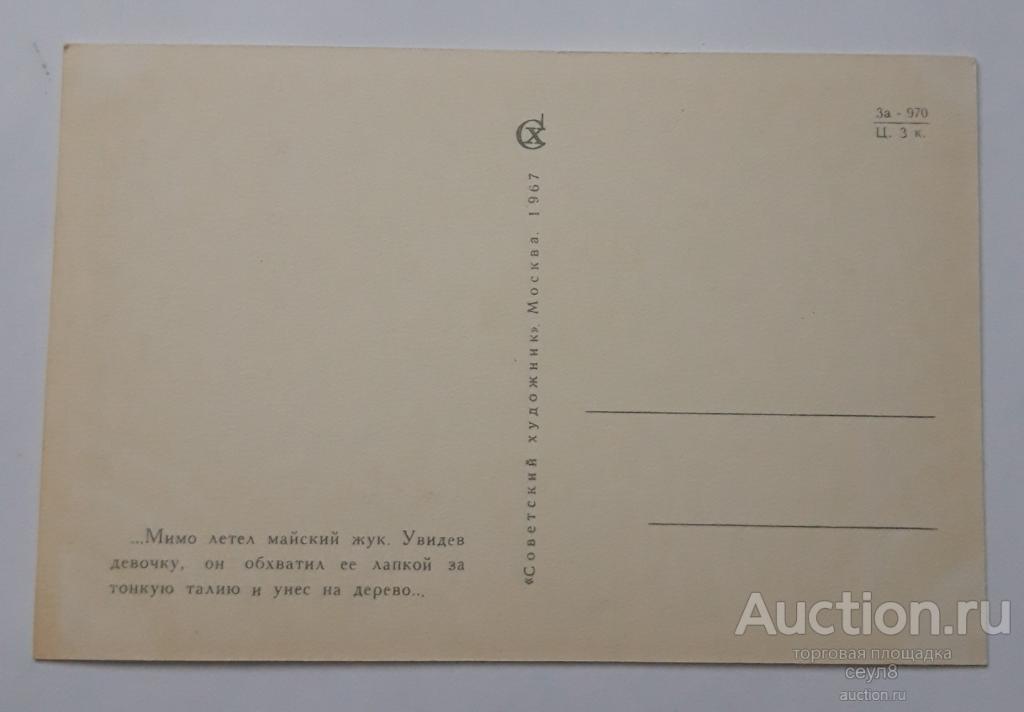 За - 970
Ц. 3 к.
«Советский художник». Москва. 1967
...Мимо летел майский жук. Увидев
девочку, он обхватил ее лапкой за
тонкую талию и унес на дерево...
Auction.ru
торговая площадка
сеул8
auction.ru